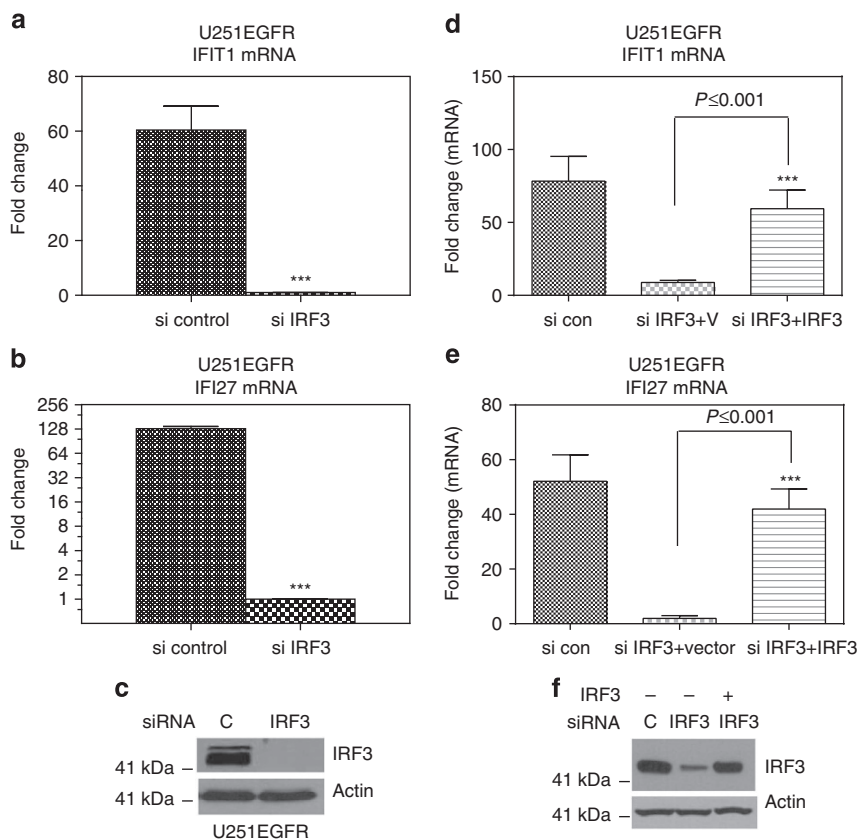 a
U251EGFR
IFIT1 mRNA
Fold change
80
60
40
20
0
***
si control
si IRF3
b
U251EGFR
IFI27 mRNA
Fold change
256
128
64
32
16
8
4
2
1
***
si control
si IRF3
c
siRNA C IRF3
41 kDa
IRF3
41 kDa
Actin
U251EGFR
d
U251EGFR
IFIT1 mRNA
Fold change (mRNA)
150
100
50
0
P≤0.001
***
si con
si IRF3+V
si IRF3+IRF3
e
U251EGFR
IFI27 mRNA
Fold change (mRNA)
80
60
40
20
0
P≤0.001
***
si con
si IRF3+vector
si IRF3+IRF3
f
IRF3 – – +
siRNA C IRF3 IRF3
41 kDa
IRF3
41 kDa
Actin